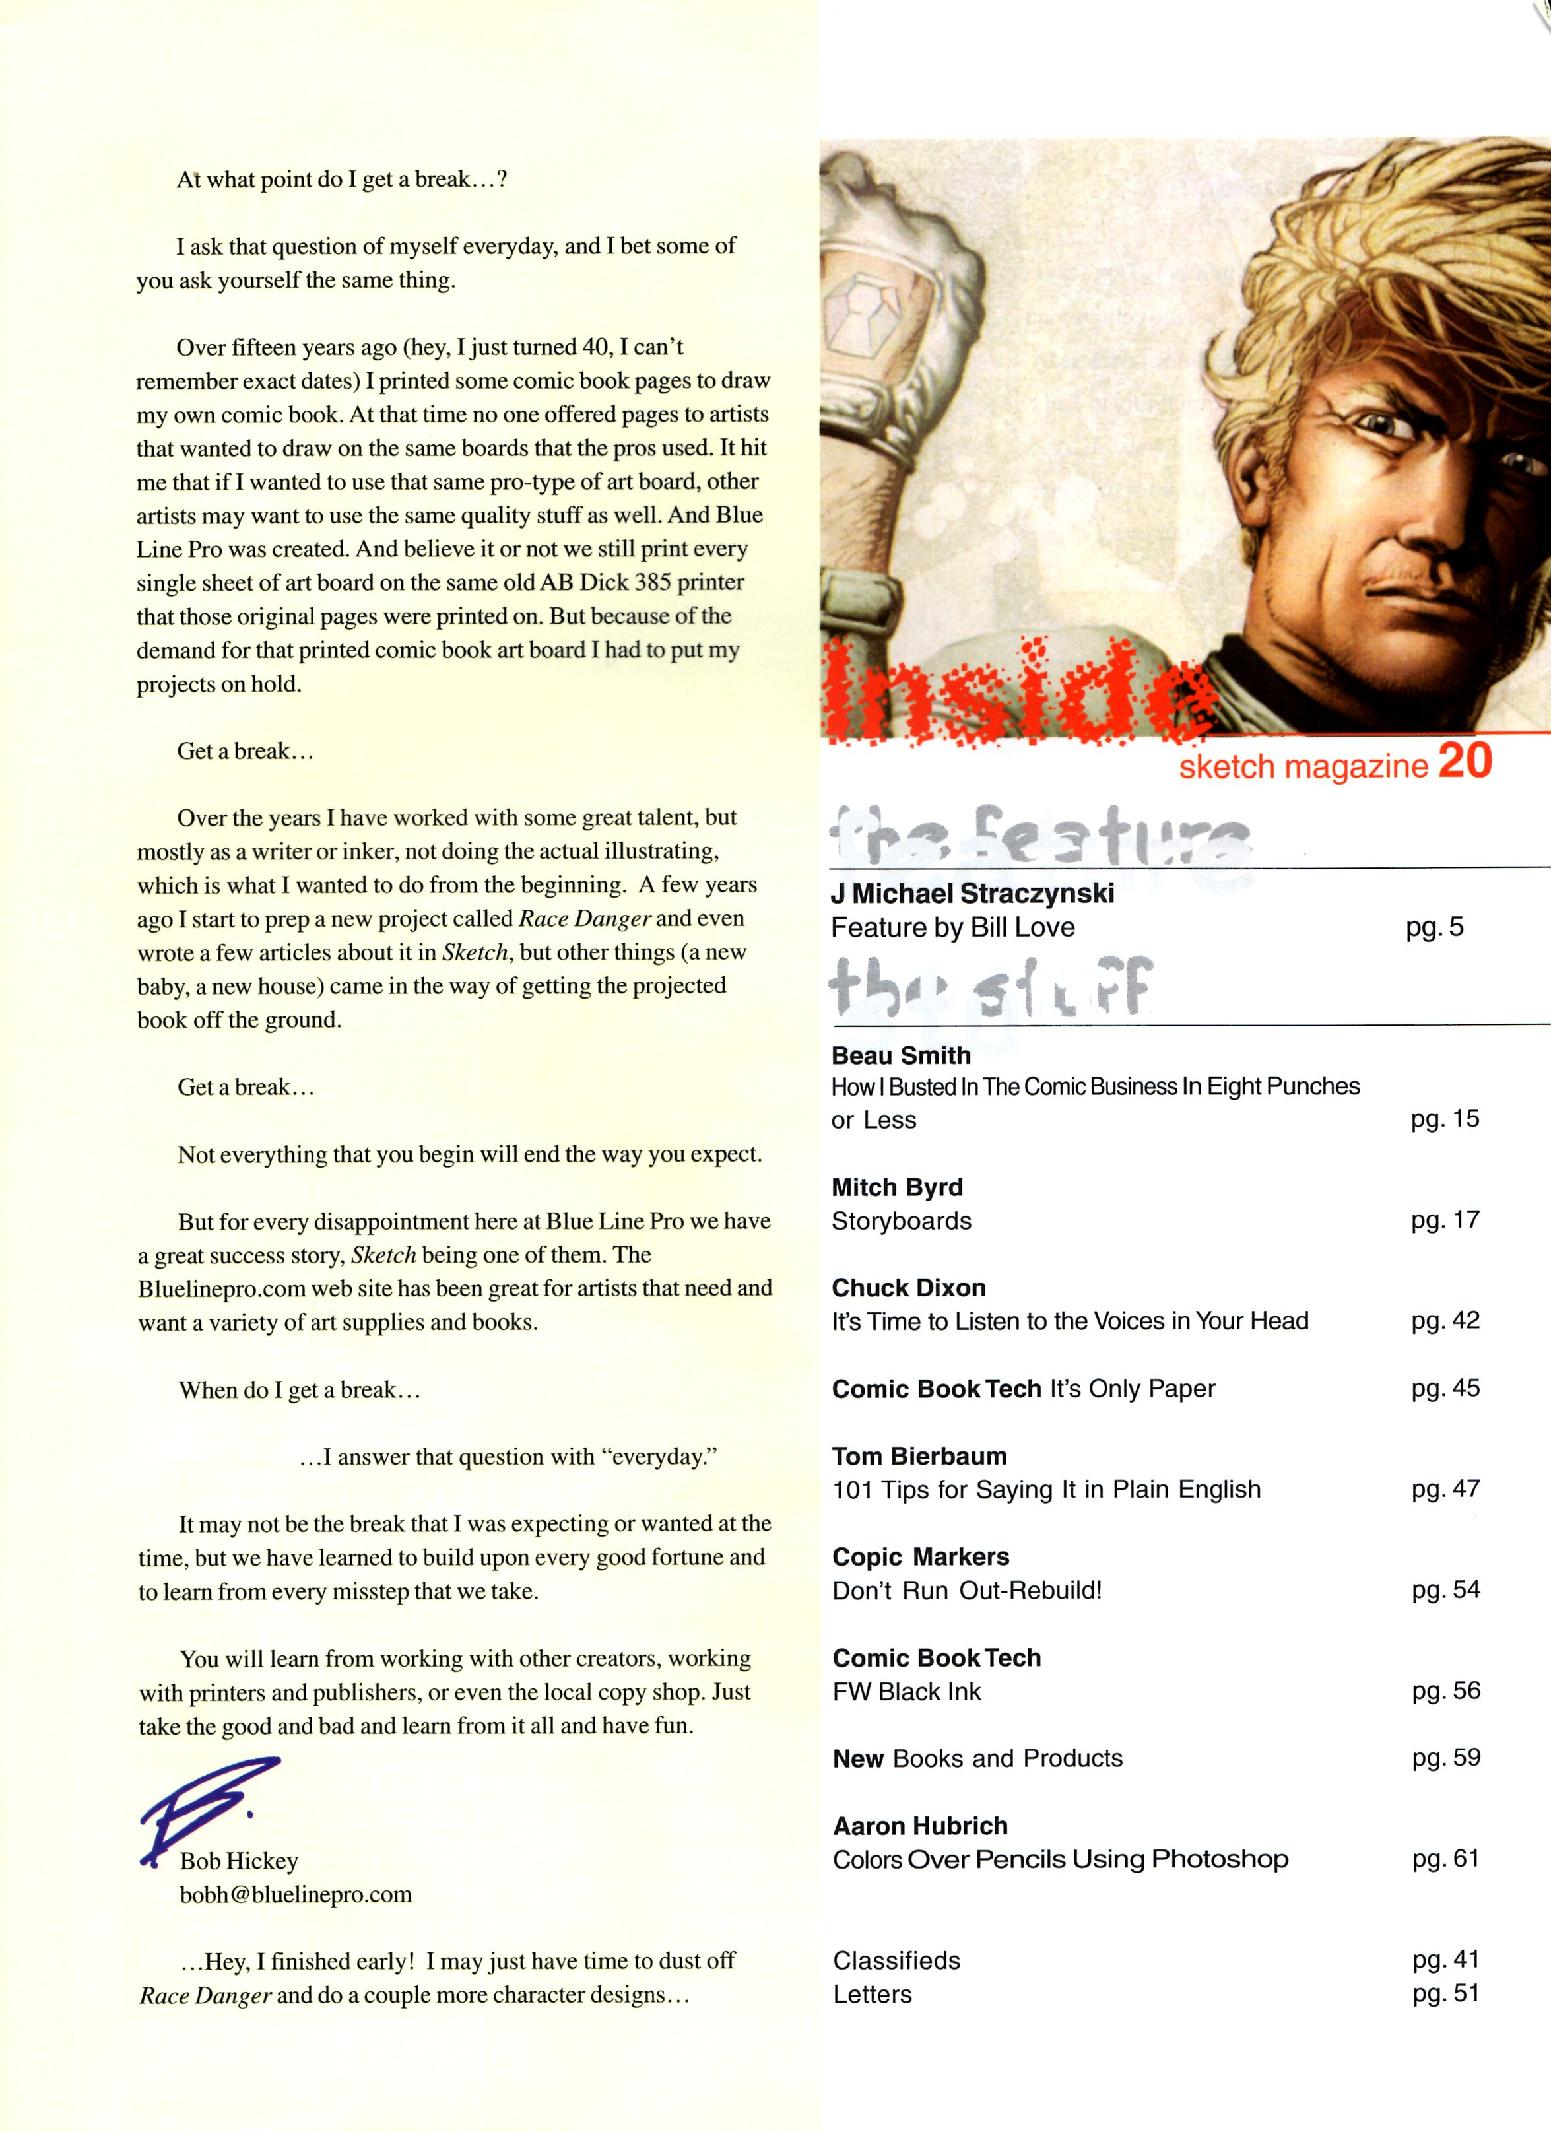 At what point do I get a break…?
I ask that question of myself everyday, and I bet some of
you ask yourself the same thing.
Over fifteen years ago (hey, I just turned 40, I can't
remember exact dates) I printed some comic book pages to draw
my own comic book. At that time no one offered pages to artists
that wanted to draw on the same boards that the pros used. It hit
me that if I wanted to use that same pro-type of art board, other
artists may want to use the same quality stuff as well. And Blue
Line Pro was created. And believe it or not we still print every
single sheet of art board on the same old AB Dick 385 printer
that those original pages were printed on. But because of the
demand for that printed comic book art board I had to put my
projects on hold.
Get a break…
Over the years I have worked with some great talent, but
mostly as a writer or inker, not doing the actual illustrating,
which is what I wanted to do from the beginning. A few years
ago I start to prep a new project called Race Danger and even
wrote a few articles about it in Sketch, but other things (a new
baby, a new house) came in the way of getting the projected
book off the ground.
Get a break…
Not everything that you begin will end the way you expect.
But for every disappointment here at Blue Line Pro we have
a great success story, Sketch being one of them. The
Bluelinepro.com web site has been great for artists that need and
want a variety of art supplies and books.
When do I get a break…
…I answer that question with “everyday.”
It may not be the break that I was expecting or wanted at the
time, but we have learned to build upon every good fortune and
to learn from every misstep that we take.
You will learn from working with other creators, working
with printers and publishers, or even the local copy shop. Just
take the good and bad and learn from it all and have fun.
B.
Bob Hickey
bobh@bluelinepro.com
…Hey, I finished early! I may just have time to dust off
Race Danger and do a couple more character designs…
Inside
sketch magazine 20
the feature
J Michael Straczynski
Feature by Bill Love pg. 5
the stuff
Beau Smith
How I Busted In The Comic Business In Eight Punches
or Less pg. 15
Mitch Byrd
Storyboards pg. 17
Chuck Dixon
It's Time to Listen to the Voices in Your Head pg. 42
Comic Book Tech It's Only Paper pg. 45
Tom Bierbaum
101 Tips for Saying It in Plain English pg. 47
Copic Markers
Don't Run Out-Rebuild! pg. 54
Comic Book Tech
FW Black Ink pg. 56
New Books and Products pg. 59
Aaron Hubrich
Colors Over Pencils Using Photoshop pg. 61
Classifieds pg. 41
Letters pg. 51